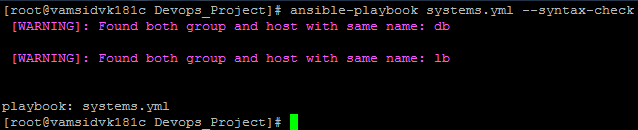 [root@vamsidvk181c Devops_Project]# ansible-playbook systems.yml --syntax-check
[WARNING]: Found both group and host with same name: db
[WARNING]: Found both group and host with same name: lb
playbook: systems.yml
[root@vamsidvk181c Devops_Project]#